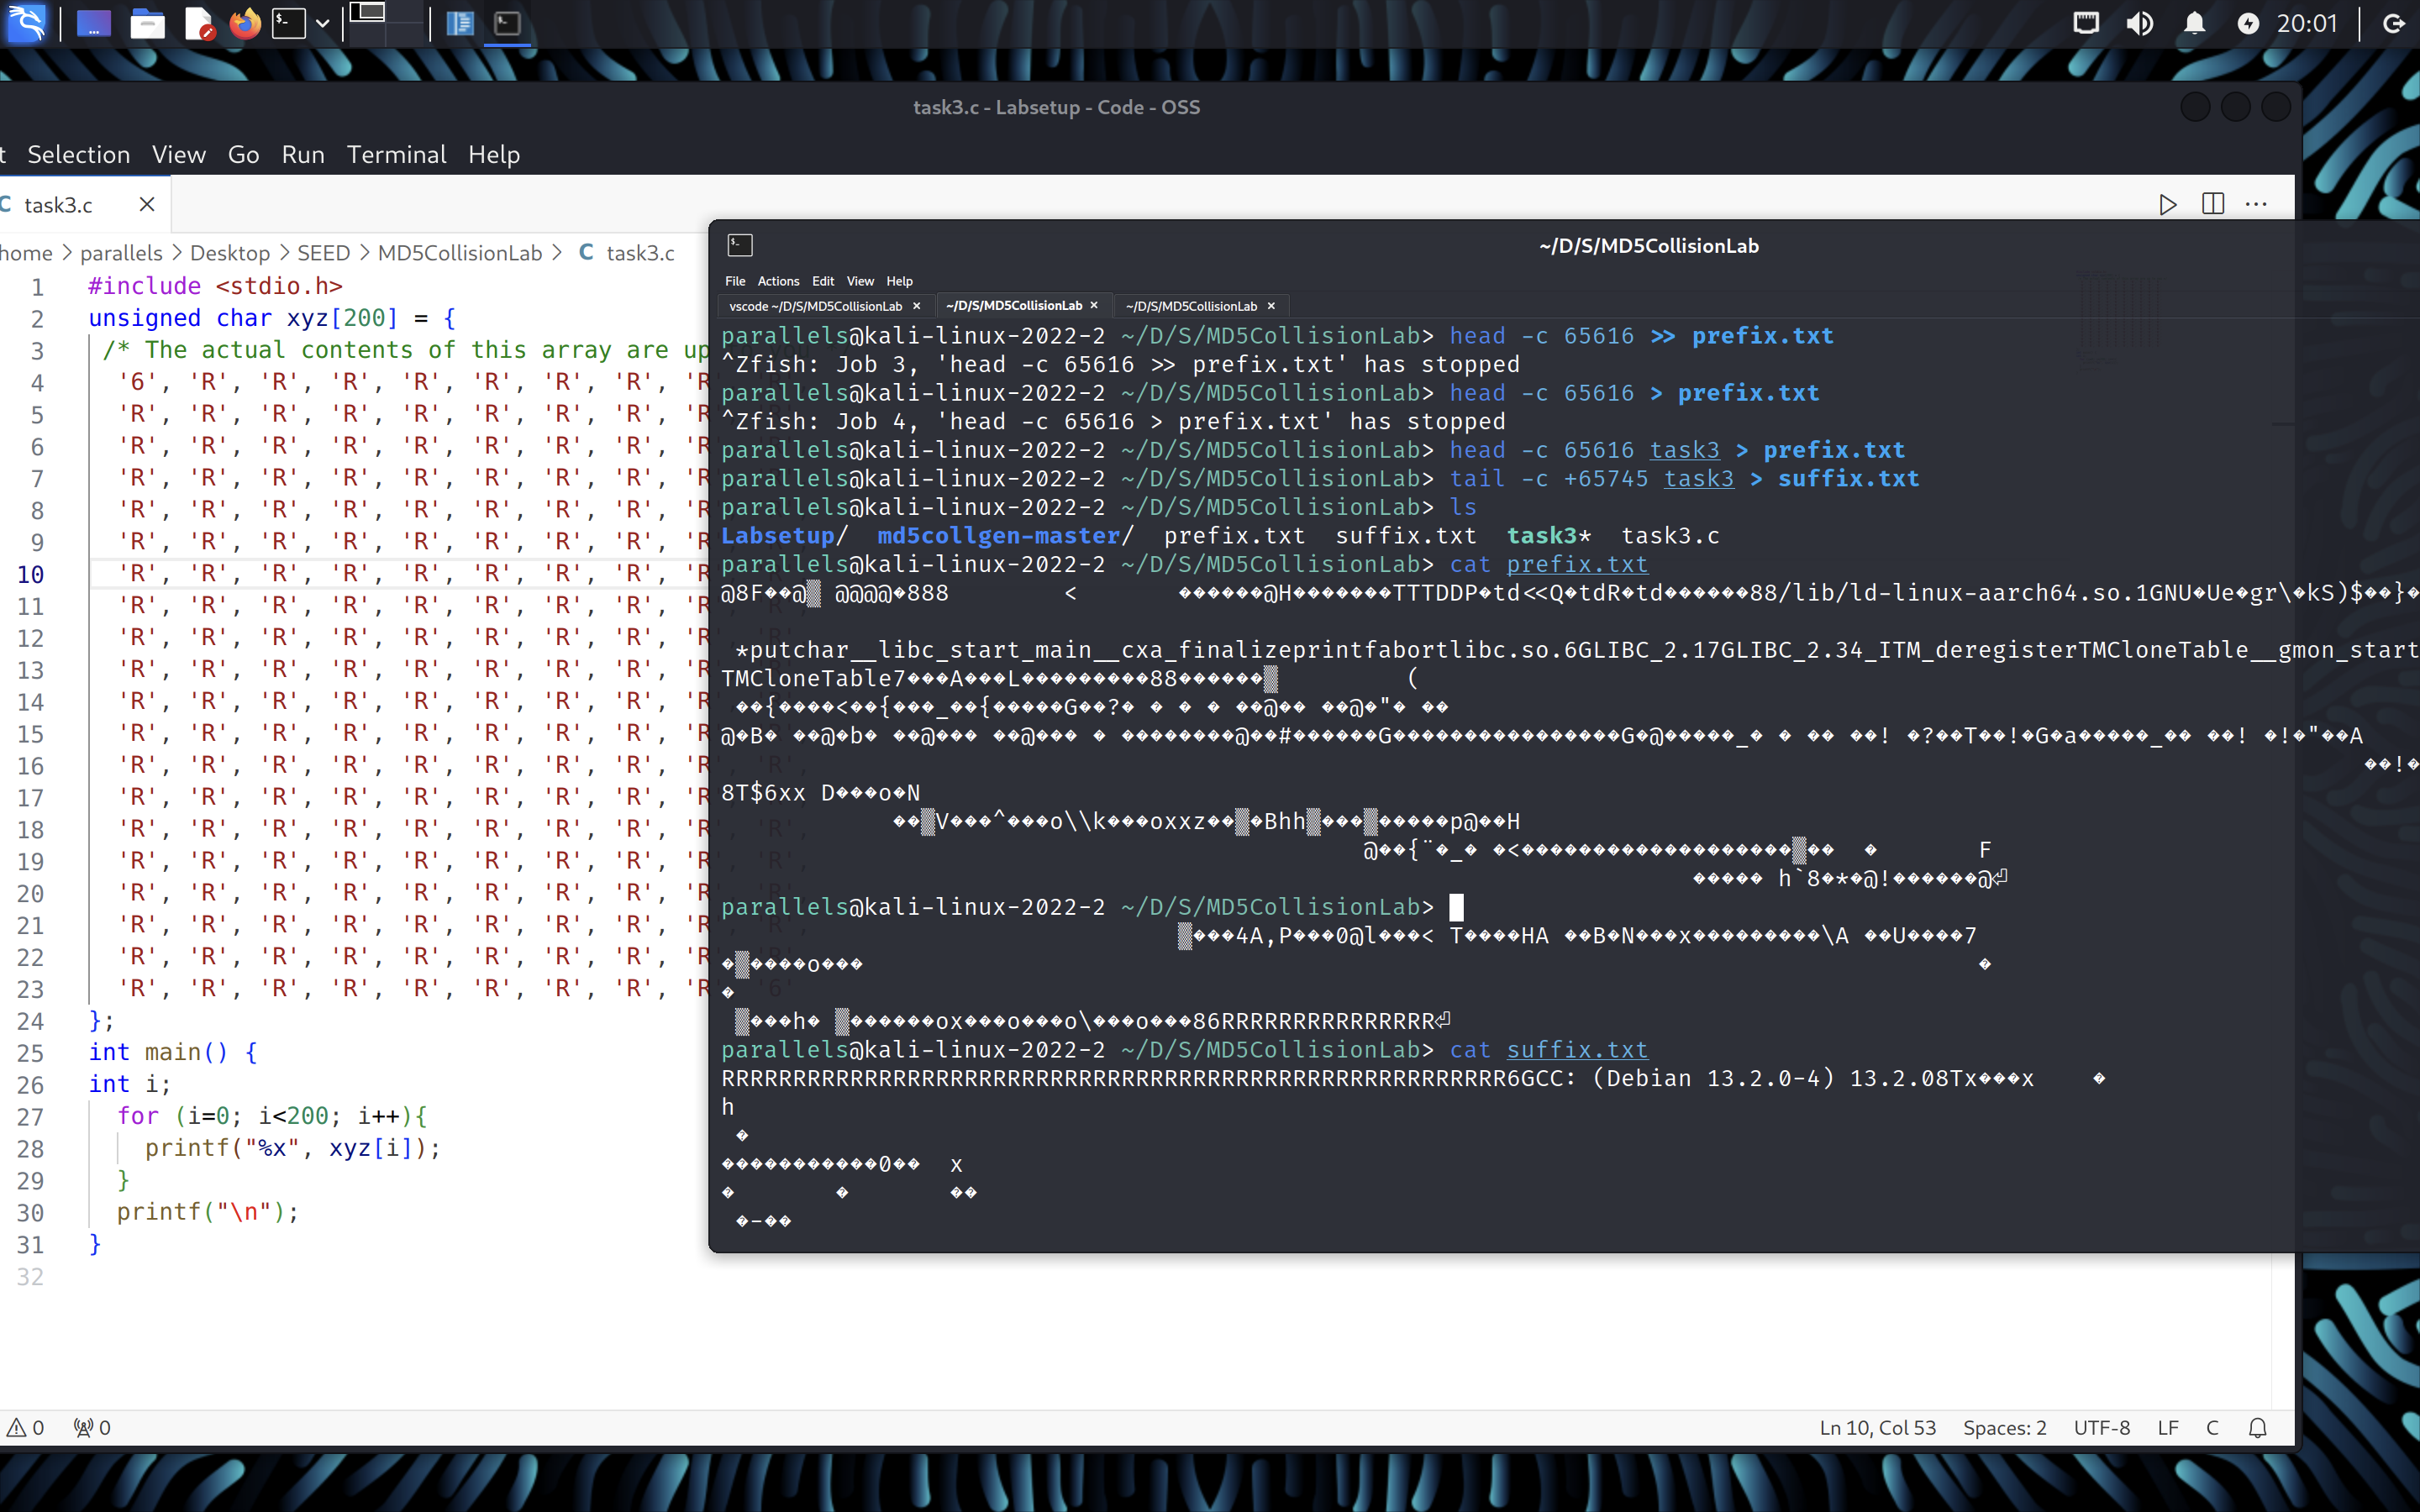 20:01
task3.c - Labsetup - Code - OSS
t Selection View Go Run Terminal Help
C task3.c
home > parallels > Desktop > SEED > MD5CollisionLab > C task3.c
1 #include <stdio.h>
2 unsigned char xyz[200] = {
3 /* The actual contents of this array are up
4 '6', 'R', 'R', 'R', 'R', 'R', 'R', 'R', 'R
5 'R', 'R', 'R', 'R', 'R', 'R', 'R', 'R', 'R
6 'R', 'R', 'R', 'R', 'R', 'R', 'R', 'R', 'R
7 'R', 'R', 'R', 'R', 'R', 'R', 'R', 'R', 'R
8 'R', 'R', 'R', 'R', 'R', 'R', 'R', 'R', 'R
9 'R', 'R', 'R', 'R', 'R', 'R', 'R', 'R', 'R
10 'R', 'R', 'R', 'R', 'R', 'R', 'R', 'R', 'R
11 'R', 'R', 'R', 'R', 'R', 'R', 'R', 'R', 'R
12 'R', 'R', 'R', 'R', 'R', 'R', 'R', 'R', 'R
13 'R', 'R', 'R', 'R', 'R', 'R', 'R', 'R', 'R
14 'R', 'R', 'R', 'R', 'R', 'R', 'R', 'R', 'R
15 'R', 'R', 'R', 'R', 'R', 'R', 'R', 'R', 'R
16 'R', 'R', 'R', 'R', 'R', 'R', 'R', 'R', 'R
17 'R', 'R', 'R', 'R', 'R', 'R', 'R', 'R', 'R
18 'R', 'R', 'R', 'R', 'R', 'R', 'R', 'R', 'R
19 'R', 'R', 'R', 'R', 'R', 'R', 'R', 'R', 'R
20 'R', 'R', 'R', 'R', 'R', 'R', 'R', 'R', 'R
21 'R', 'R', 'R', 'R', 'R', 'R', 'R', 'R', 'R
22 'R', 'R', 'R', 'R', 'R', 'R', 'R', 'R', 'R
23 'R', 'R', 'R', 'R', 'R', 'R', 'R', 'R', 'R
24 };
25 int main() {
26 int i;
27 for (i=0; i<200; i++){
28 printf("%x", xyz[i]);
29 }
30 printf("\n");
31 }
32
~/D/S/MD5CollisionLab
File Actions Edit View Help
vscode ~/D/S/MD5CollisionLab × ~/D/S/MD5CollisionLab × ~/D/S/MD5CollisionLab ×
parallels@kali-linux-2022-2 ~/D/S/MD5CollisionLab> head -c 65616 >> prefix.txt
^Zfish: Job 3, 'head -c 65616 >> prefix.txt' has stopped
parallels@kali-linux-2022-2 ~/D/S/MD5CollisionLab> head -c 65616 > prefix.txt
^Zfish: Job 4, 'head -c 65616 > prefix.txt' has stopped
parallels@kali-linux-2022-2 ~/D/S/MD5CollisionLab> head -c 65616 task3 > prefix.txt
parallels@kali-linux-2022-2 ~/D/S/MD5CollisionLab> tail -c +65745 task3 > suffix.txt
parallels@kali-linux-2022-2 ~/D/S/MD5CollisionLab> ls
Labsetup/ md5collgen-master/ prefix.txt suffix.txt task3* task3.c
parallels@kali-linux-2022-2 ~/D/S/MD5CollisionLab> cat prefix.txt
@8F��@▒ @@@@�888 < ������@H�������TTTDDP�td<<Q�tdR�td������88/lib/ld-linux-aarch64.so.1GNU�Ue�gr\�kS)$��}�
*putchar__libc_start_main__cxa_finalizeprintfabortlibc.so.6GLIBC_2.17GLIBC_2.34_ITM_deregisterTMCloneTable__gmon_start
TMCloneTable7���A���L���������88������▒ (
��{����<��{���_��{�����G��?� � � � ��@�� ��@�"� ��
@�B� ��@�b� ��@��� ��@��� � ��������@��#������G����������������G�@�����_� � �� ��! �?��T��!�G�a�����_�� ��! �!�"��A
��!�
8T$6xx D���o�N
��▒V���^���o\\k���oxxz��▒�Bhh▒���▒�����p@��H
@��{¨�_� �<�������������������▒�� � F
����� h`8�*�@!������@⏎
parallels@kali-linux-2022-2 ~/D/S/MD5CollisionLab>
▒���4A,P���0@l���< T����HA ��B�N���x���������\A ��U����7
�▒����o��� �
�
▒���h� ▒������ox���o���o\���o���86RRRRRRRRRRRRRRR⏎
parallels@kali-linux-2022-2 ~/D/S/MD5CollisionLab> cat suffix.txt
RRRRRRRRRRRRRRRRRRRRRRRRRRRRRRRRRRRRRRRRRRRRRRRRRRRRRRR6GCC: (Debian 13.2.0-4) 13.2.08Tx���x �
h
�
�����������0�� x
� � ��
�-��
0 0
Ln 10, Col 53 Spaces: 2 UTF-8 LF C